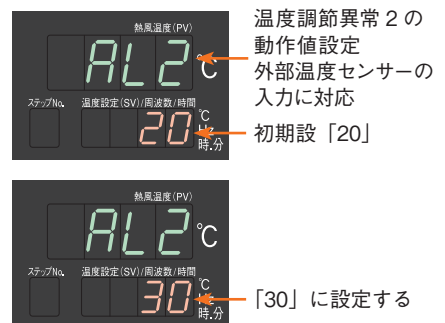 熱風温度(PV)
AL2 ℃
ステップNo. 温度設定(SV)/周波数/時間
20 ℃
Hz
時.分
温度調節異常2の
動作値設定
外部温度センサーの
入力に対応
初期設「20」
熱風温度(PV)
AL2 ℃
ステップNo. 温度設定(SV)/周波数/時間
30 ℃
Hz
時.分
「30」に設定する